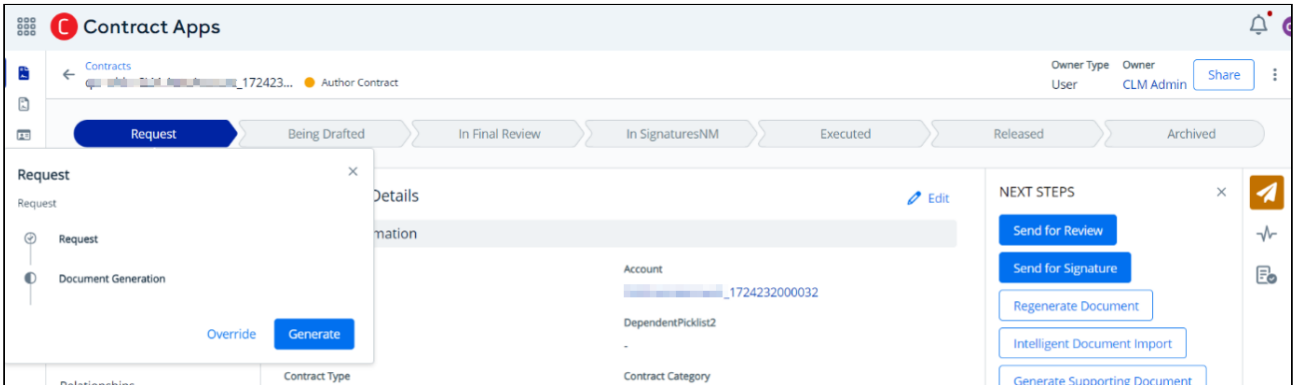 Contract Apps
Contracts
_172423... Author Contract
Owner Type Owner
User CLM Admin Share
Request Being Drafted In Final Review In SignaturesNM Executed Released Archived
Request
Request
Request
Document Generation
Override Generate
Details
Edit
mation
Account
_1724232000032
DependentPicklist2
-
Contract Type
Contract Category
Relationships
NEXT STEPS
Send for Review
Send for Signature
Regenerate Document
Intelligent Document Import
Generate Supporting Document